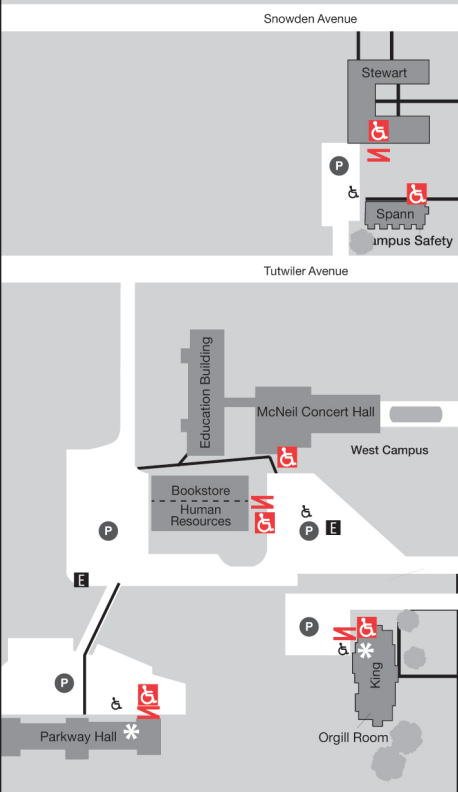 Snowden Avenue
Stewart
P
Spann
ampus Safety
Tutwiler Avenue
Education Building
McNeil Concert Hall
West Campus
Bookstore
Human
Resources
P
P
E
E
P
King
P
Parkway Hall
Orgill Room